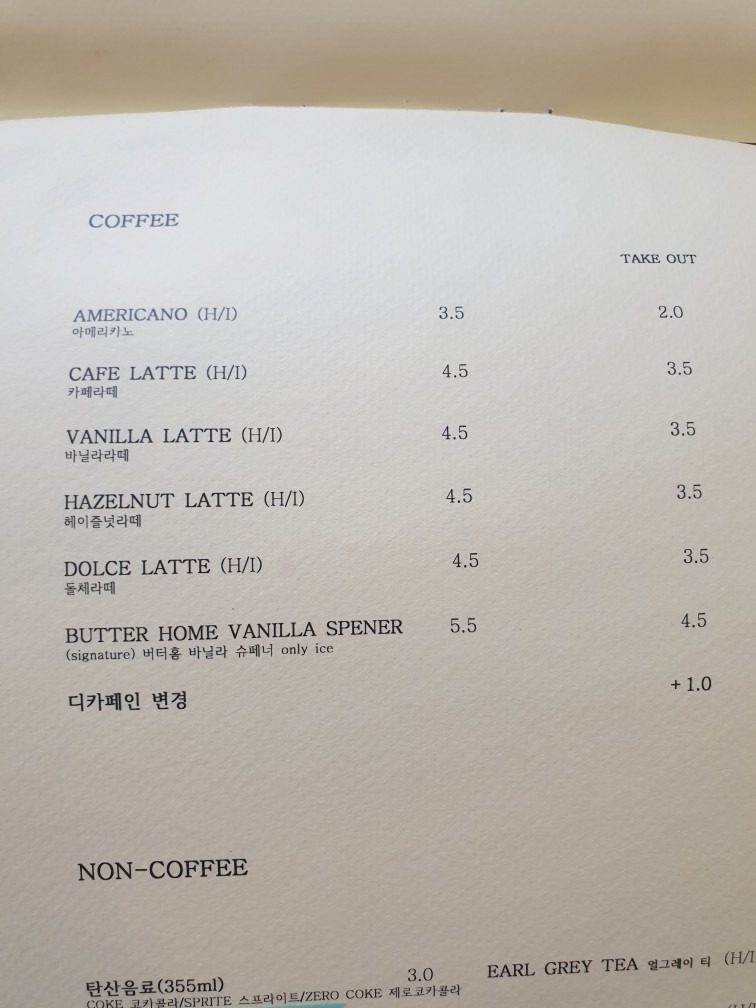 COFFEE
TAKE OUT
AMERICANO (H/I) 3.5 2.0
아메리카노
CAFE LATTE (H/I) 4.5 3.5
카페라떼
VANILLA LATTE (H/I) 4.5 3.5
바닐라라떼
HAZELNUT LATTE (H/I) 4.5 3.5
헤이즐넛라떼
DOLCE LATTE (H/I) 4.5 3.5
돌체라떼
BUTTER HOME VANILLA SPENER 5.5 4.5
(signature) 버터홈 바닐라 슈페너 only ice
디카페인 변경 +1.0
NON-COFFEE
탄산음료(355ml) 3.0 EARL GREY TEA 얼그레이 티 (H/I
COKE 코카콜라/SPRITE 스프라이트/ZERO COKE 제로코카콜라